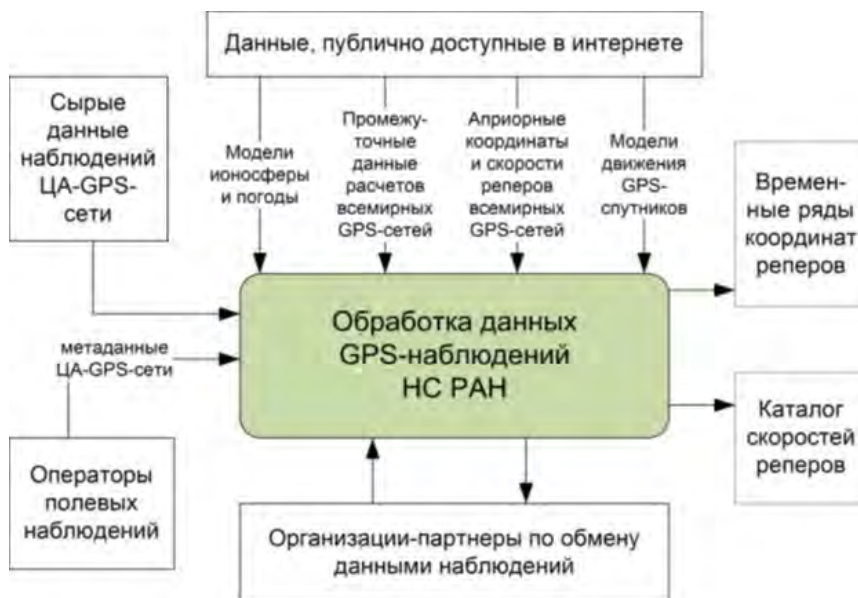 Данные, публично доступные в интернете
Сырые
данные
наблюдений
ЦА-GPS-
сети
Модели
ионосферы
и погоды
Промежу-
точные
данные
расчетов
всемирных
GPS-сетей
Априорные
координаты
и скорости
реперов
всемирных
GPS-сетей
Модели
движения
GPS-
спутников
Времен-
ные ряды
координат
реперов
Обработка данных
GPS-наблюдений
НС РАН
метаданные
ЦА-GPS-сети
Каталог
скоростей
реперов
Операторы
полевых
наблюдений
Организации-партнеры по обмену
данными наблюдений